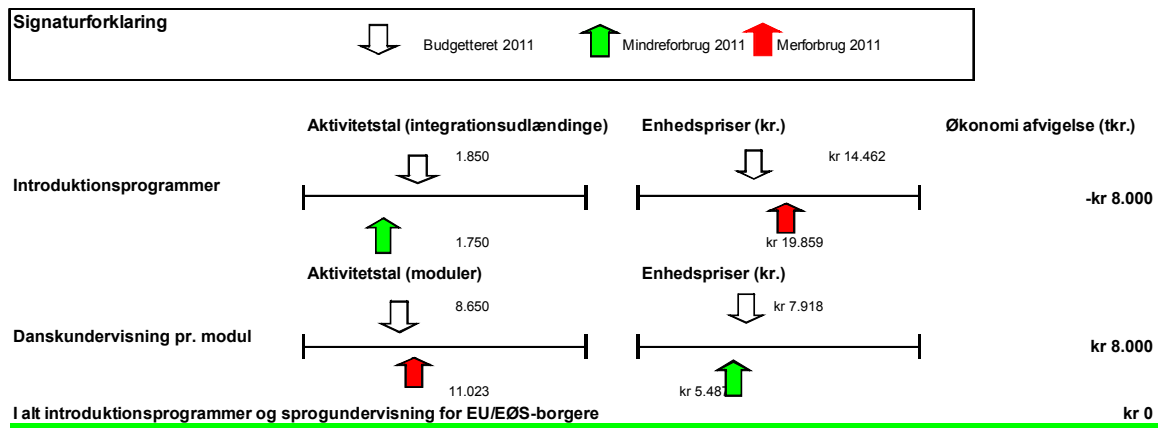 Signaturforklaring
Budgetteret 2011 Mindreforbrug 2011 Merforbrug 2011
Aktivitetstal (integrationsudlændinge) Enhedspriser (kr.) Økonomi afvigelse (tkr.)
1.850 kr 14.462
Introduktionsprogrammer -kr 8.000
1.750 kr 19.859
Aktivitetstal (moduler) Enhedspriser (kr.)
8.650 kr 7.918
Danskundervisning pr. modul kr 8.000
11.023 kr 5.487
I alt introduktionsprogrammer og sprogundervisning for EU/EØS-borgere kr 0